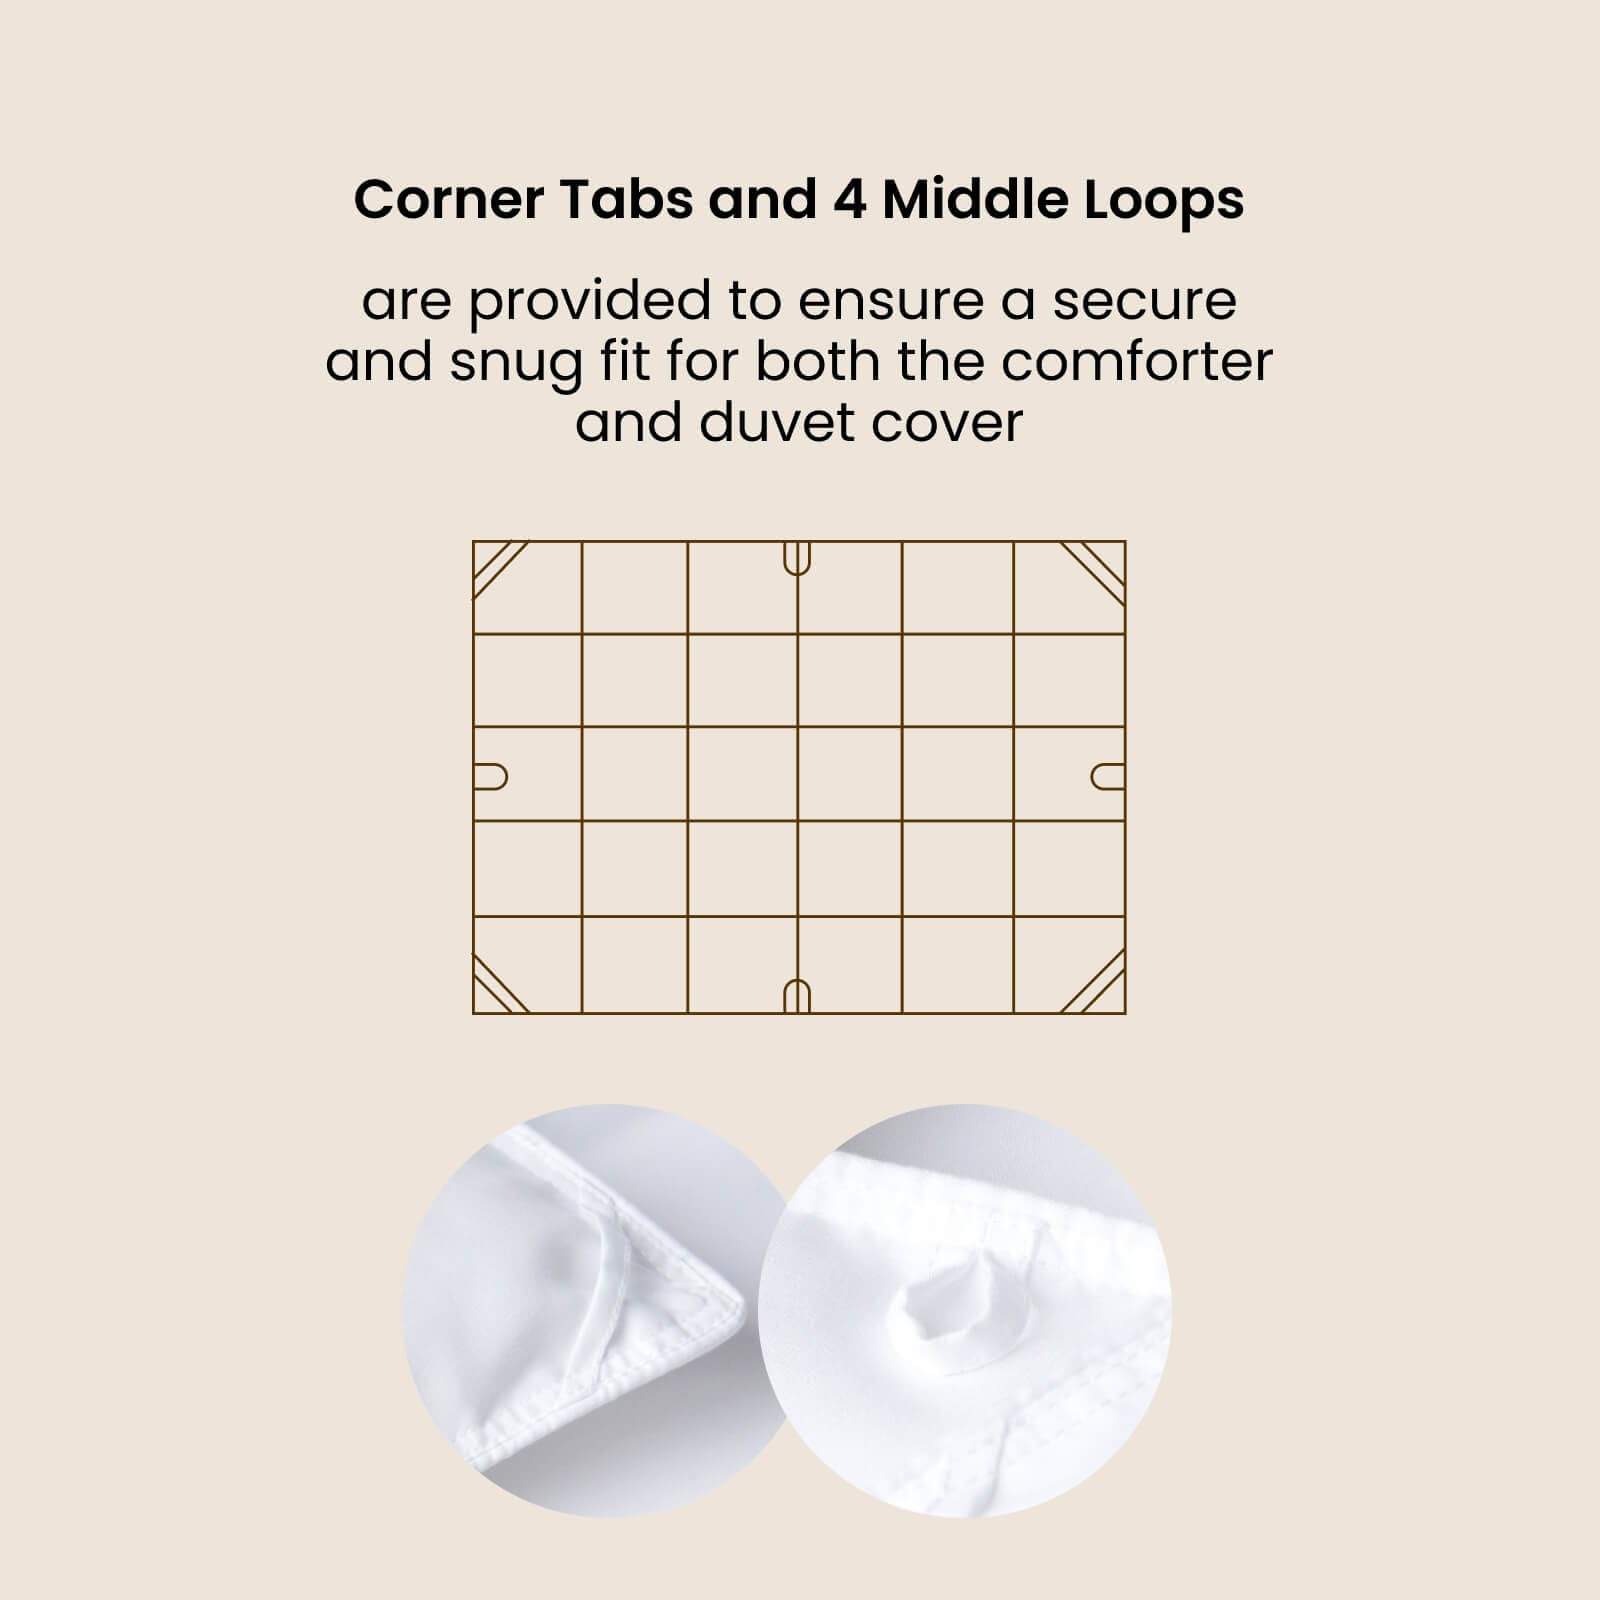 Corner Tabs and 4 Middle Loops
are provided to ensure a secure
and snug fit for both the comforter
and duvet cover